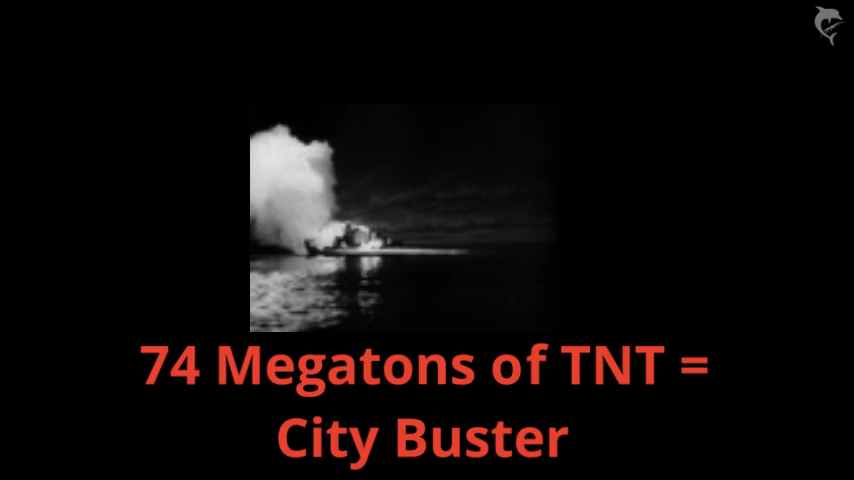 74 Megatons of TNT =
City Buster